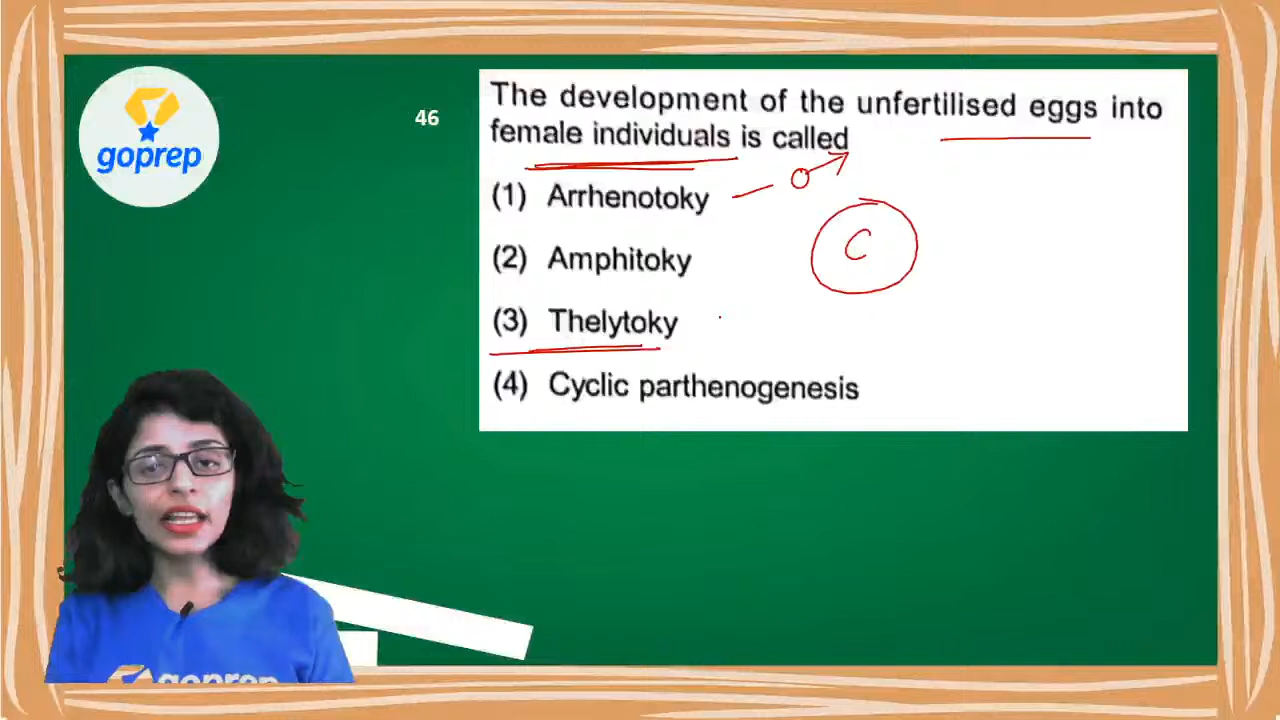 goprep
46
The development of the unfertilised eggs into
female individuals is called
(1) Arrhenotoky
(2) Amphitoky
C
(3) Thelytoky
(4) Cyclic parthenogenesis
goprep